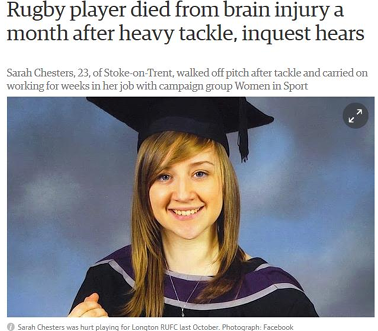 Rugby player died from brain injury a
month after heavy tackle, inquest hears
Sarah Chesters, 23, of Stoke-on-Trent, walked off pitch after tackle and carried on
working for weeks in her job with campaign group Women in Sport
Sarah Chesters was hurt playing for Longton RUFC last October. Photograph: Facebook